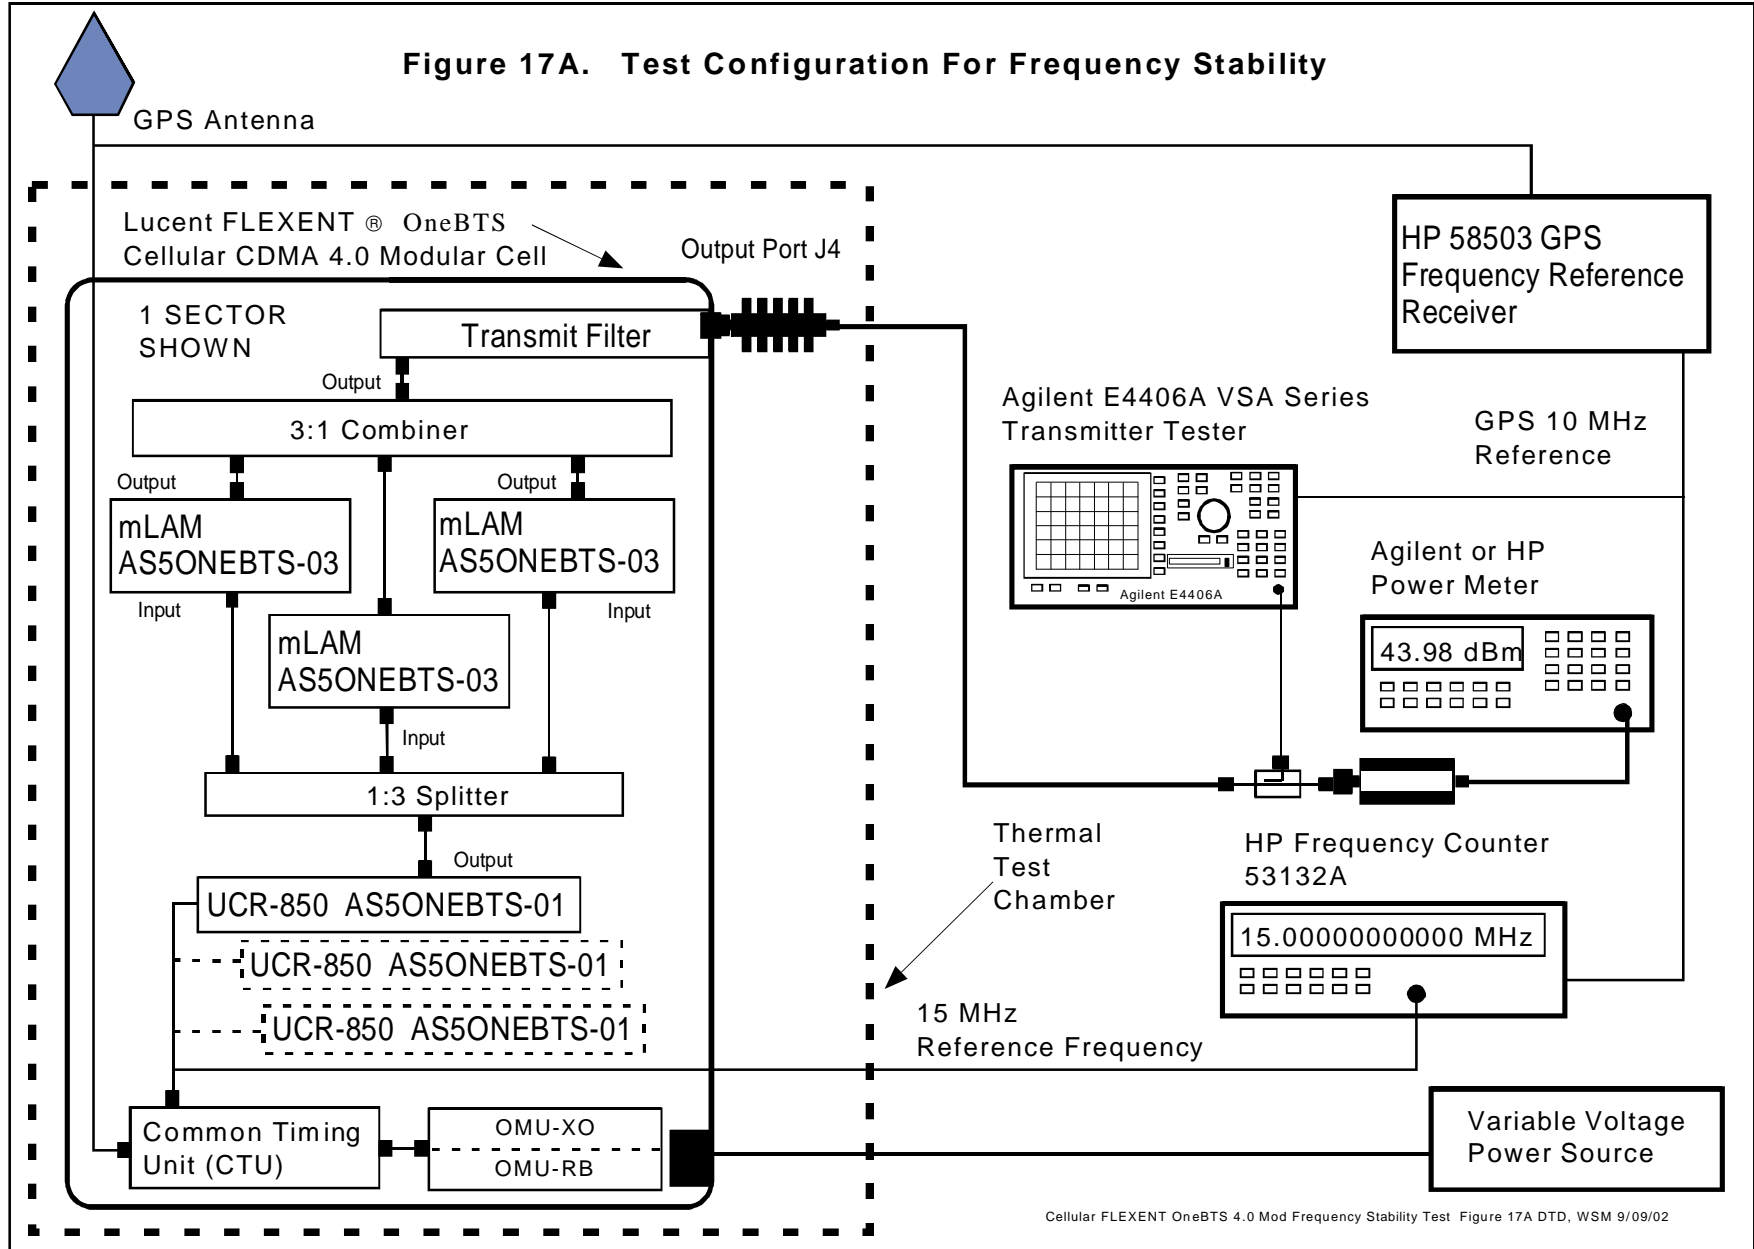 Figure 17A. Test Configuration For Frequency Stability
GPS Antenna
Lucent FLEXENT ® OneBTS
Cellular CDMA 4.0 Modular Cell
Output Port J4
HP 58503 GPS
Frequency Reference
Receiver
1 SECTOR
SHOWN
Transmit Filter
Output
3:1 Combiner
Output
Output
mLAM
AS5ONEBTS-03
mLAM
AS5ONEBTS-03
Input
Input
mLAM
AS5ONEBTS-03
Input
1:3 Splitter
Output
UCR-850 AS5ONEBTS-01
UCR-850 AS5ONEBTS-01
UCR-850 AS5ONEBTS-01
Common Timing
Unit (CTU)
OMU-XO
OMU-RB
Agilent E4406A VSA Series
Transmitter Tester
Agilent E4406A
GPS 10 MHz
Reference
Agilent or HP
Power Meter
43.98 dBm
Thermal
Test
Chamber
HP Frequency Counter
53132A
15.00000000000 MHz
15 MHz
Reference Frequency
Variable Voltage
Power Source
Cellular FLEXENT OneBTS 4.0 Mod Frequency Stability Test Figure 17A DTD, WSM 9/09/02